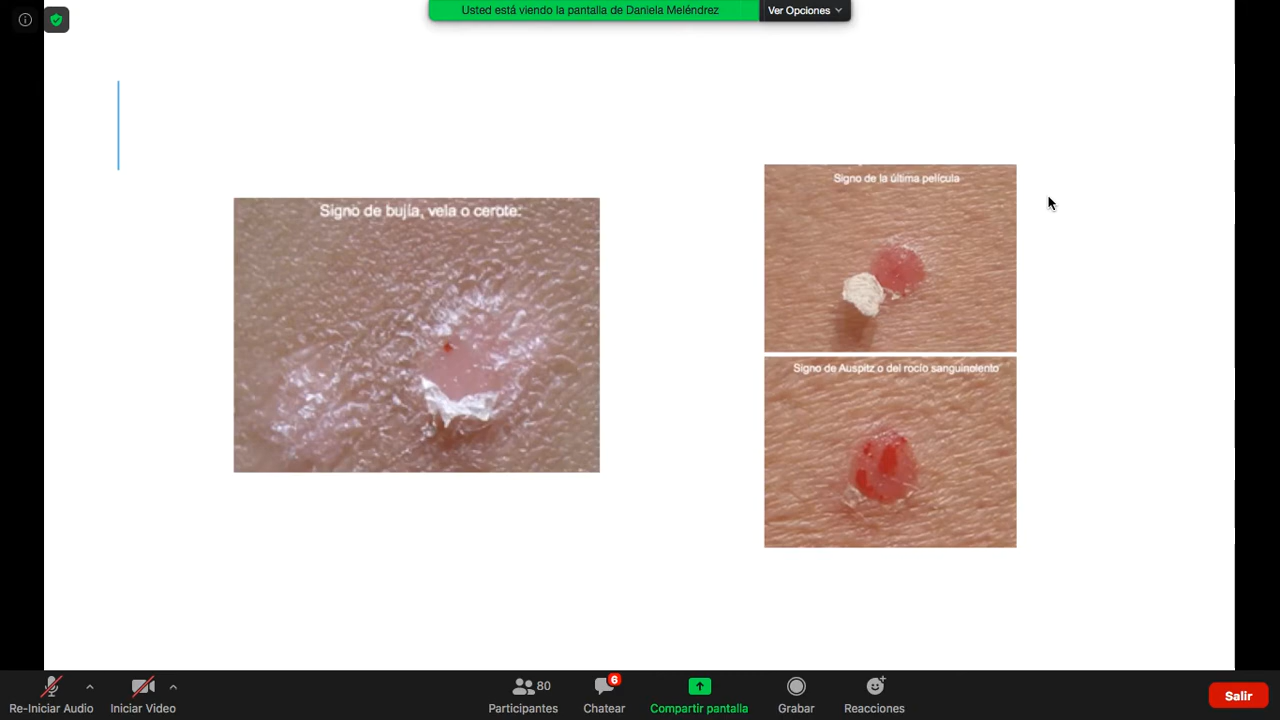 Usted está viendo la pantalla de Daniela Meléndrez
Ver Opciones
Signo de bujía, vela o cerote:
Signo de la última película
Signo de Auspitz o del rocío sanguinolento
Re-Iniciar Audio
Iniciar Video
80
Participantes
6
Chatear
Compartir pantalla
Grabar
Reacciones
Salir